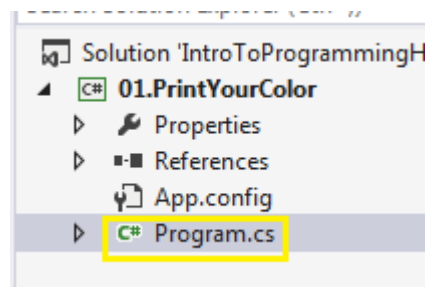 Solution 'IntroToProgrammingH
C# 01.PrintYourColor
Properties
References
App.config
C# Program.cs